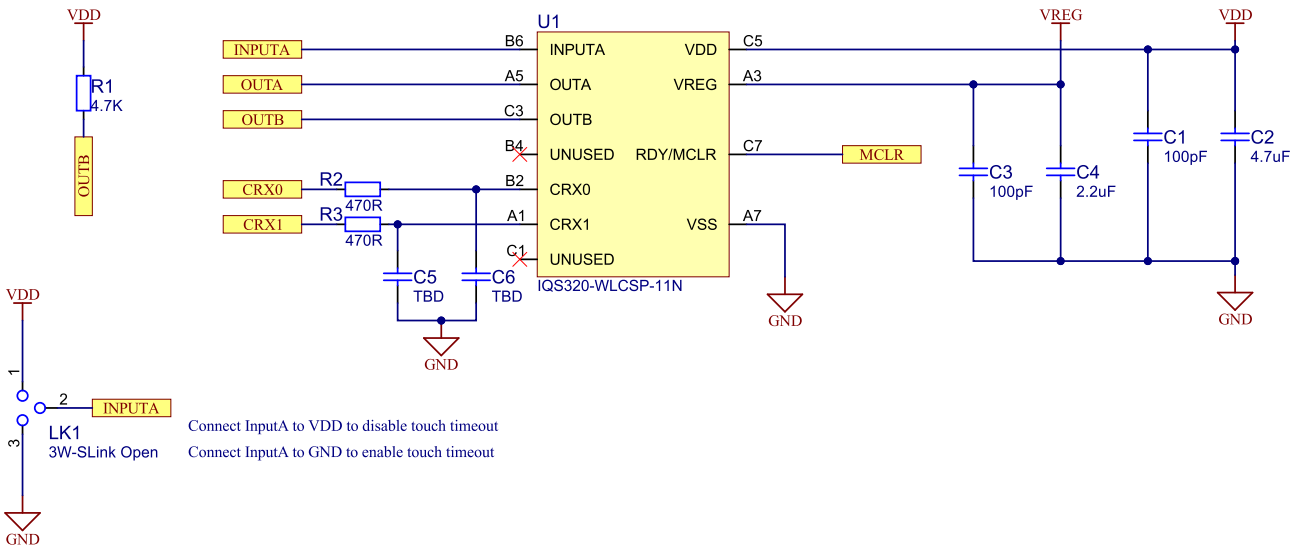 VDD
R1
4.7K
OUTB
INPUTA
OUTA
OUTB
CRX0
CRX1
R2
470R
R3
470R
C5
TBD
C6
TBD
GND
U1
B6 INPUTA
A5 OUTA
C3 OUTB
B4 UNUSED
B2 CRX0
A1 CRX1
C1 UNUSED
VDD C5
VREG A3
RDY/MCLR C7
VSS A7
IQS320-WLCSP-11N
MCLR
GND
VREG
VDD
C3
100pF
C4
2.2uF
C1
100pF
C2
4.7uF
GND
VDD
1
2
3
INPUTA
LK1
3W-SLink Open
GND
Connect InputA to VDD to disable touch timeout
Connect InputA to GND to enable touch timeout